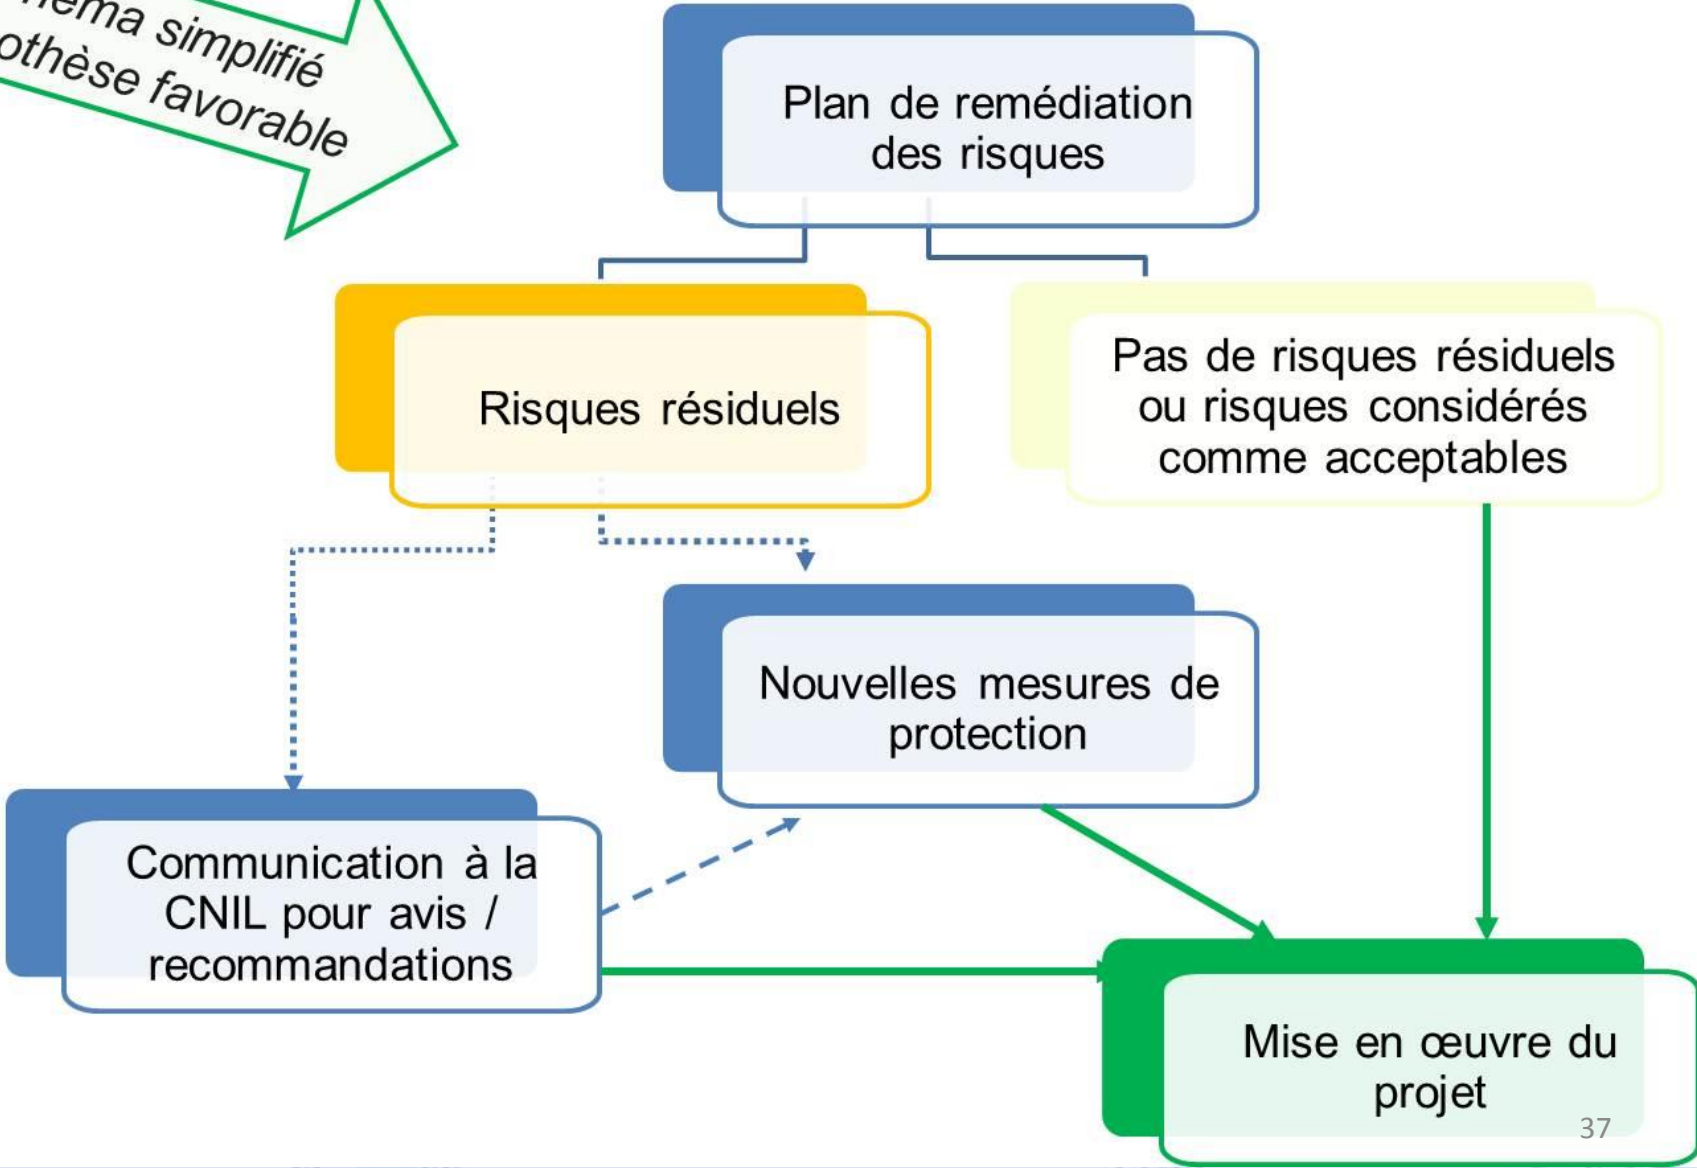 simplifié
favorable
Plan de remédiation
des risques
Risques résiduels
Pas de risques résiduels
ou risques considérés
comme acceptables
Nouvelles mesures de
protection
Communication à la
CNIL pour avis /
recommandations
Mise en œuvre du
projet
37